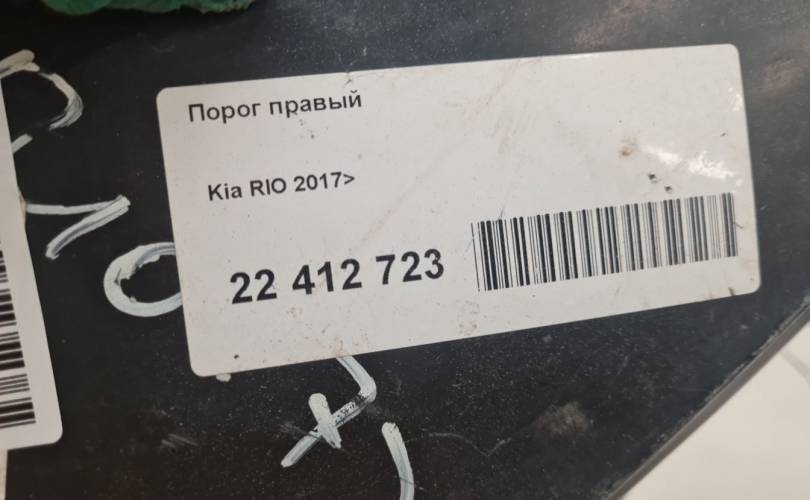 Порог правый
Kia RIO 2017>
22 412 723